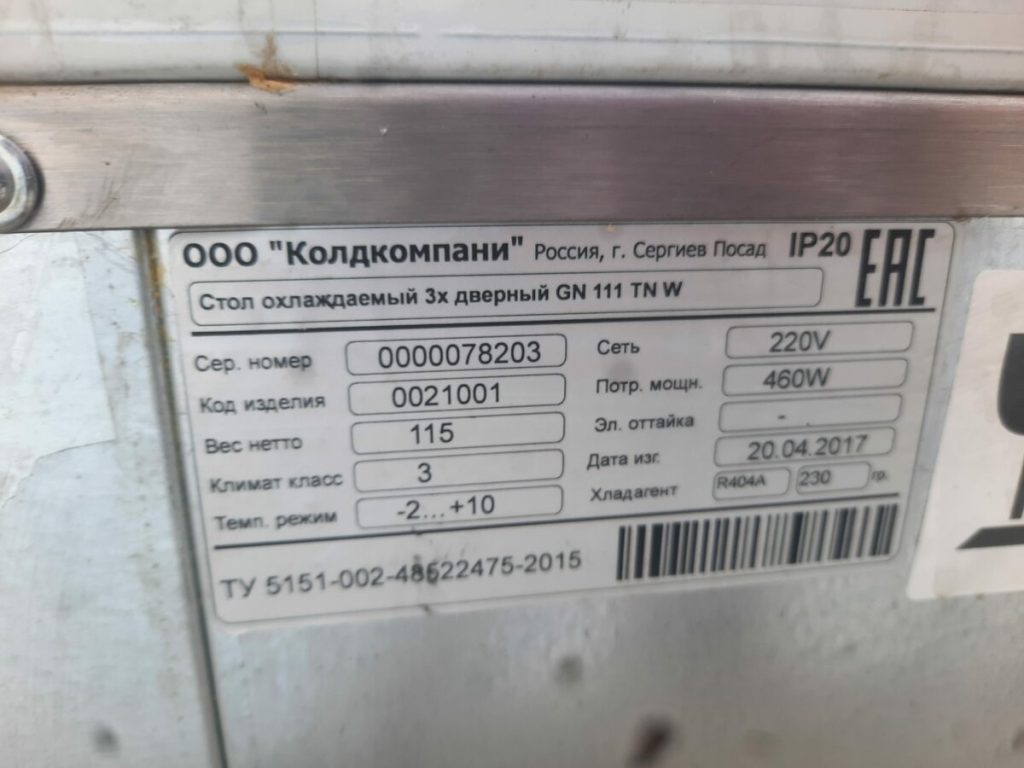 ООО "Колдкомпани" Россия, г. Сергиев Посад IP20 EAC
Стол охлаждаемый 3х дверный GN 111 TN W
Сер. номер 0000078203 Сеть 220V
Код изделия 0021001 Потр. мощн. 460W
Вес нетто 115 Эл. оттайка -
Климат класс 3 Дата изг. 20.04.2017
Темп. режим -2...+10 Хладагент R404A 230 гр.
ТУ 5151-002-48522475-2015